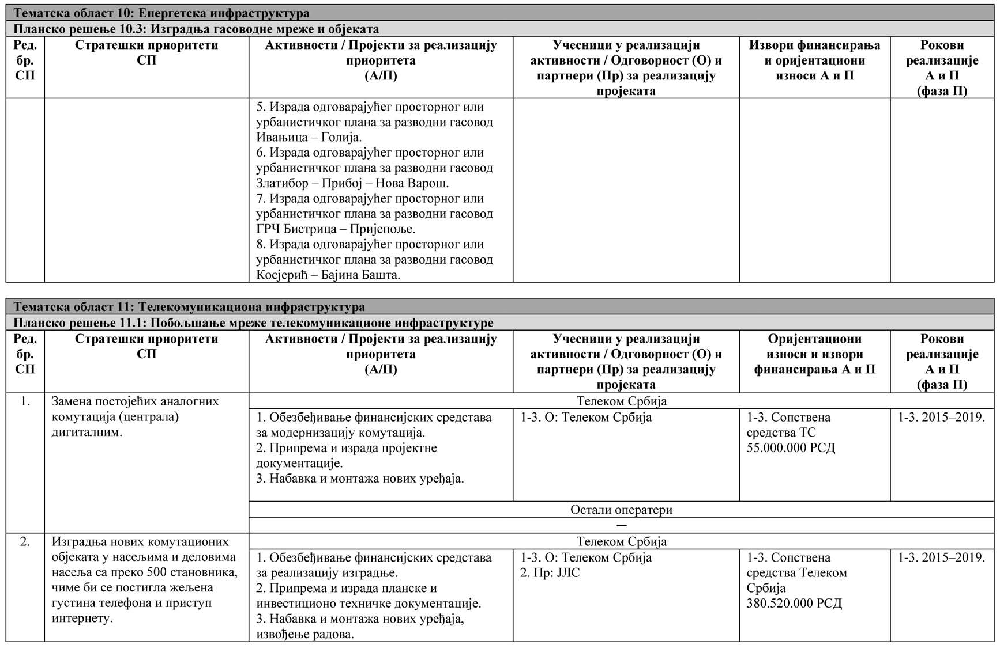 Тематска област 10: Енергетска инфраструктура
Планско решење 10.3: Изградња гасоводне мреже и објеката
Ред.
бр.
СП
Стратешки приоритети
СП
Активности / Пројекти за реализацију
приоритета
(А/П)
Учесници у реализацији
активности / Одговорност (О) и
партнери (Пр) за реализацију
пројеката
Извори финансирања
и оријентациони
износи А и П
Рокови
реализације
А и П
(фаза П)
5. Израда одговарајућег просторног или
урбанистичког плана за разводни гасовод
Ивањица – Голија.
6. Израда одговарајућег просторног или
урбанистичког плана за разводни гасовод
Златибор – Прибој – Нова Варош.
7. Израда одговарајућег просторног или
урбанистичког плана за разводни гасовод
ГРЧ Бистрица – Пријепоље.
8. Израда одговарајућег просторног или
урбанистичког плана за разводни гасовод
Косјерић – Бајина Башта.
Тематска област 11: Телекомуникациона инфраструктура
Планско решење 11.1: Побољшање мреже телекомуникационе инфраструктуре
Ред.
бр.
СП
Стратешки приоритети
СП
Активности / Пројекти за реализацију
приоритета
(А/П)
Учесници у реализацији
активности / Одговорност (О) и
партнери (Пр) за реализацију
пројеката
Оријентациони
износи и извори
финансирања А и П
Рокови
реализације
А и П
(фаза П)
1.
Замена постојећих аналогних
комутација (централа)
дигиталним.
Телеком Србија
1. Обезбеђивање финансијских средстава
за модернизацију комутација.
2. Припрема и израда пројектне
документације.
3. Набавка и монтажа нових уређаја.
1-3. О: Телеком Србија
1-3. Сопствена
средства ТС
55.000.000 РСД
1-3. 2015–2019.
Остали оператери
—
2.
Изградња нових комутационих
објеката у насељима и деловима
насеља са преко 500 становника,
чиме би се постигла жељена
густина телефона и приступ
интернету.
Телеком Србија
1. Обезбеђивање финансијских средстава
за реализацију изградње.
2. Припрема и израда планске и
инвестиционо техничке документације.
3. Набавка и монтажа нових уређаја,
извођење радова.
1-3. О: Телеком Србија
2. Пр: ЈЛС
1-3. Сопствена
средства Телеком
Србија
380.520.000 РСД
1-3. 2015–2019.